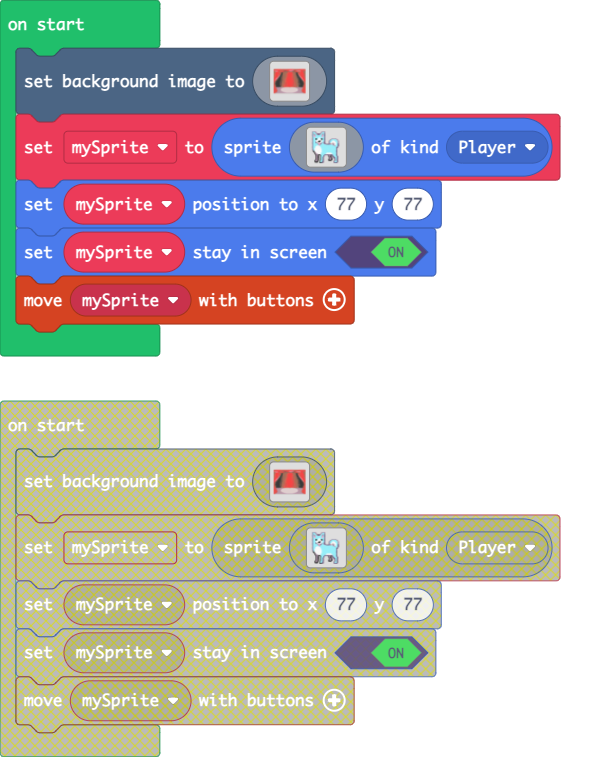 on start
set background image to
set mySprite to sprite of kind Player
set mySprite position to x 77 y 77
set mySprite stay in screen ON
move mySprite with buttons
on start
set background image to
set mySprite to sprite of kind Player
set mySprite position to x 77 y 77
set mySprite stay in screen ON
move mySprite with buttons